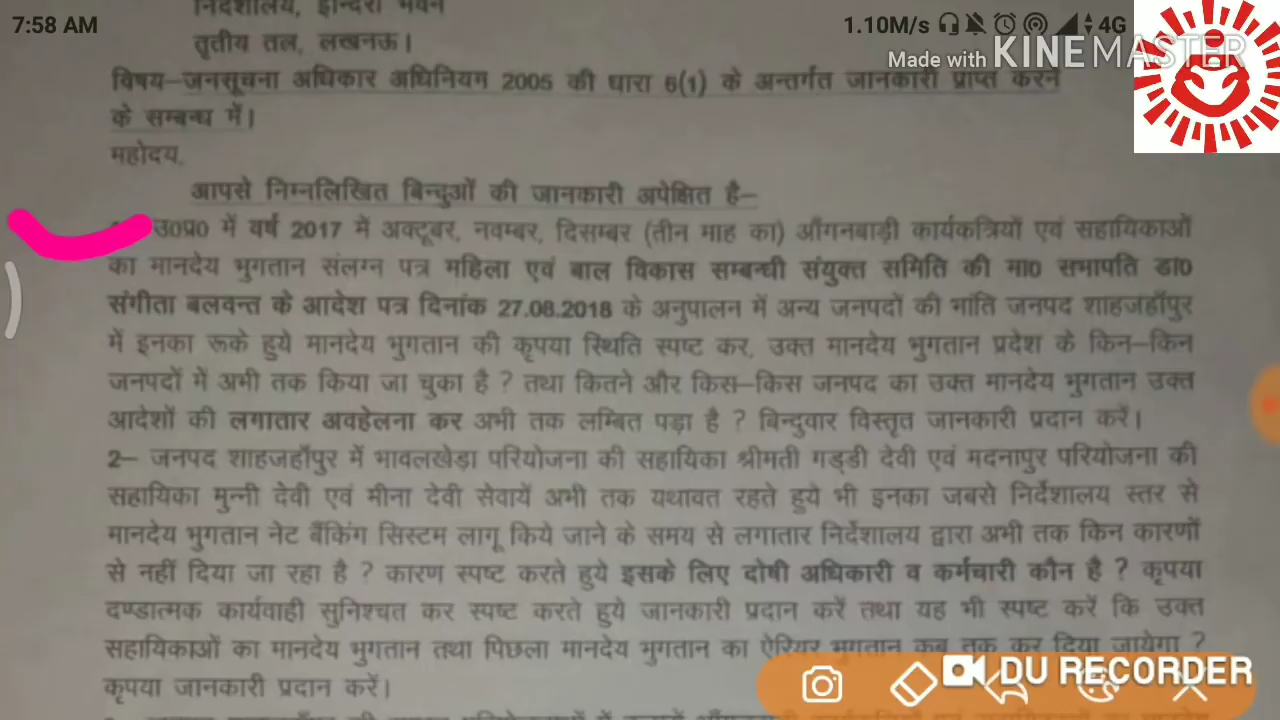 7:58 AM
1.10M/s
4G
Made with KINEMASTER
निदेशालय, इन्दिरा भवन
तृतीय तल, लखनऊ।
विषय–जनसूचना अधिकार अधिनियम 2005 की धारा 6(1) के अन्तर्गत जानकारी प्राप्त करने
के सम्बन्ध में।
महोदय,
आपसे निम्नलिखित बिन्दुओं की जानकारी अपेक्षित है–
उ0प्र0 में वर्ष 2017 में अक्टूबर, नवम्बर, दिसम्बर (तीन माह का) ऑंगनबाड़ी कार्यकत्रियों एवं सहायिकाओं
का मानदेय भुगतान संलग्न पत्र महिला एवं बाल विकास सम्बन्धी संयुक्त समिति की मा0 सभापति डा0
संगीता बलवन्त के आदेश पत्र दिनांक 27.08.2018 के अनुपालन में अन्य जनपदों की भांति जनपद शाहजहॉंपुर
में इनका रूके हुये मानदेय भुगतान की कृपया स्थिति स्पष्ट कर, उक्त मानदेय भुगतान प्रदेश के किन–किन
जनपदों में अभी तक किया जा चुका है ? तथा कितने और किस–किस जनपद का उक्त मानदेय भुगतान उक्त
आदेशों की लगातार अवहेलना कर अभी तक लम्बित पड़ा है ? बिन्दुवार विस्तृत जानकारी प्रदान करें।
2– जनपद शाहजहॉंपुर में भावलखेड़ा परियोजना की सहायिका श्रीमती गड्डी देवी एवं मदनापुर परियोजना की
सहायिका मुन्नी देवी एवं मीना देवी सेवायें अभी तक यथावत रहते हुये भी इनका जबसे निर्देशालय स्तर से
मानदेय भुगतान नेट बैंकिंग सिस्टम लागू किये जाने के समय से लगातार निर्देशालय द्वारा अभी तक किन कारणों
से नहीं दिया जा रहा है ? कारण स्पष्ट करते हुये इसके लिए दोषी अधिकारी व कर्मचारी कौन है ? कृपया
दण्डात्मक कार्यवाही सुनिश्चत कर स्पष्ट करते हुये जानकारी प्रदान करें तथा यह भी स्पष्ट करें कि उक्त
सहायिकाओं का मानदेय भुगतान तथा पिछला मानदेय भुगतान का ऐरियर भुगतान कब तक कर दिया जायेगा ?
कृपया जानकारी प्रदान करें।
DU RECORDER